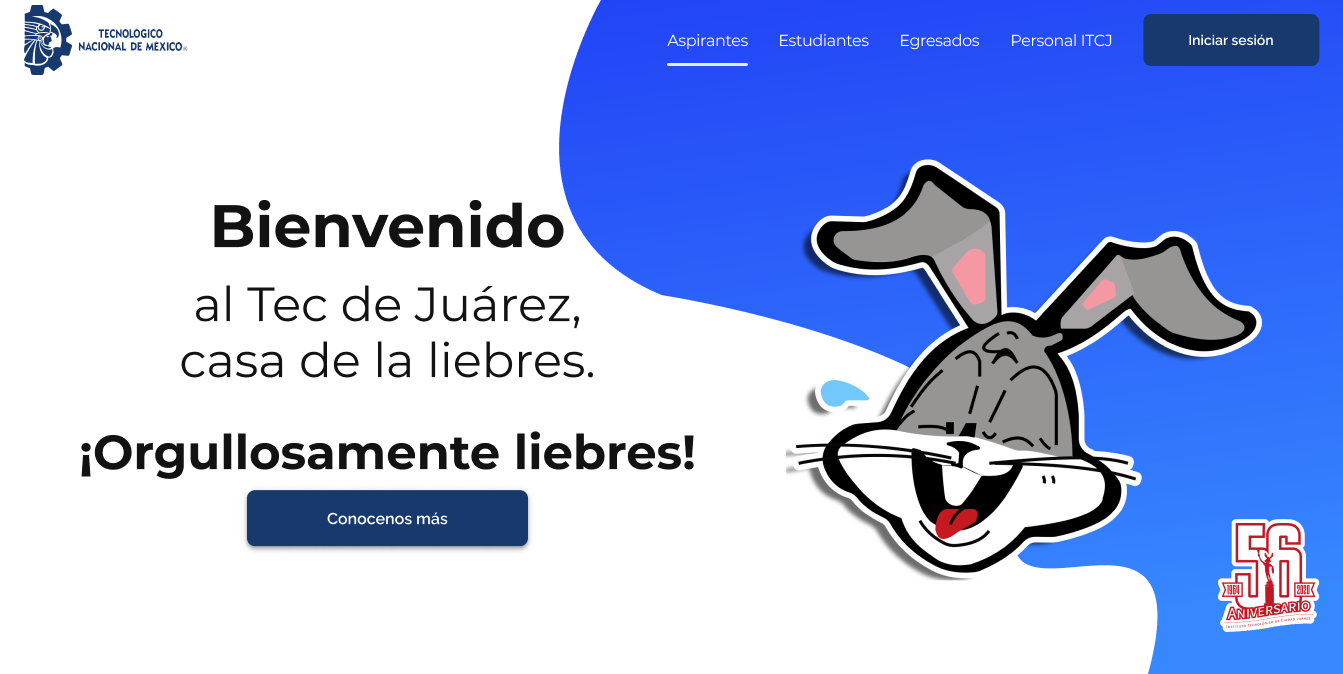 TECNOLÓGICO
NACIONAL DE MÉXICO®
Aspirantes
Estudiantes
Egresados
Personal ITCJ
Iniciar sesión
Bienvenido
al Tec de Juárez,
casa de la liebres.
¡Orgullosamente liebres!
Conocenos más
56
1964
2020
ANIVERSARIO
INSTITUTO TECNOLÓGICO DE CIUDAD JUÁREZ